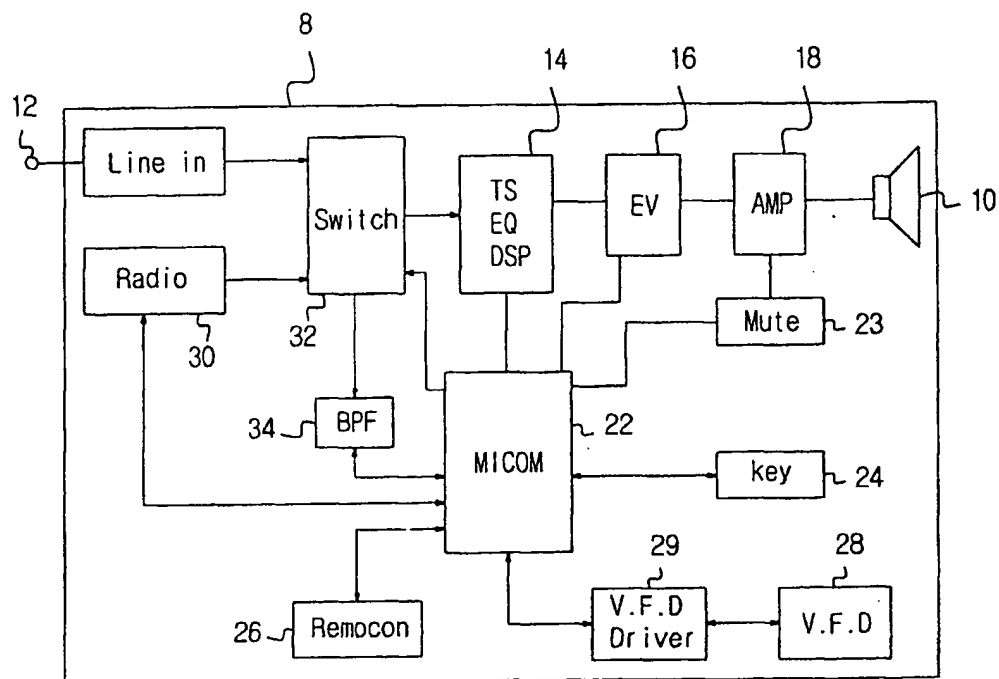 8
14
16
18
12
Line in
Switch
TS
EQ
DSP
EV
AMP
10
Radio
30
32
Mute
23
34
BPF
MICOM
22
key
24
29
28
26
Remocon
V.F.D
Driver
V.F.D